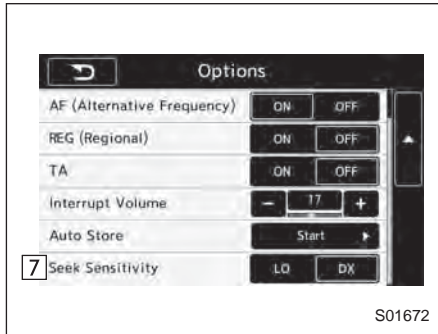 Options
AF (Alternative Frequency) ON OFF
REG (Regional) ON OFF
TA ON OFF
Interrupt Volume - 17 +
Auto Store Start
7 Seek Sensitivity LO DX
S01672